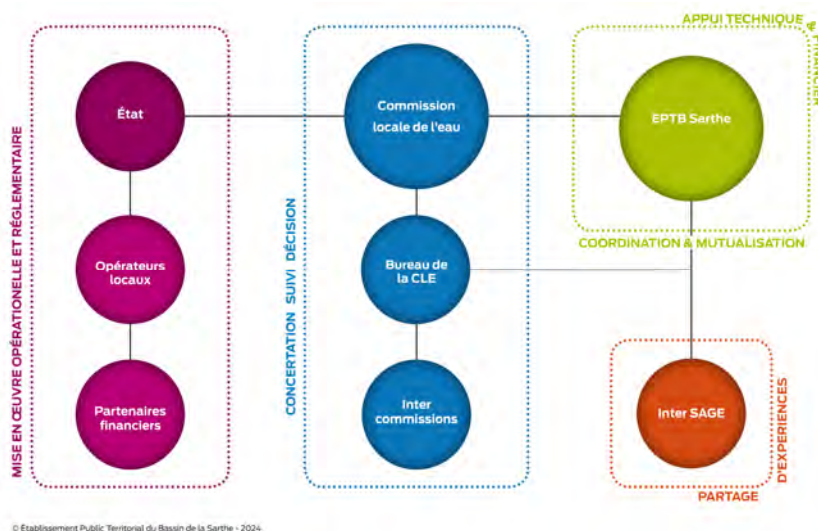 APPUI TECHNIQUE & FINANCIER
État
Commission
locale de l'eau
EPTB Sarthe
MISE EN ŒUVRE OPÉRATIONELLE ET RÉGLEMENTAIRE
CONCERTATION SUIVI DÉCISION
COORDINATION & MUTUALISATION
Opérateurs
locaux
Bureau de
la CLE
Partenaires
financiers
Inter
commissions
Inter SAGE
PARTAGE
D'EXPERIENCES
© Établissement Public Territorial du Bassin de la Sarthe - 2024